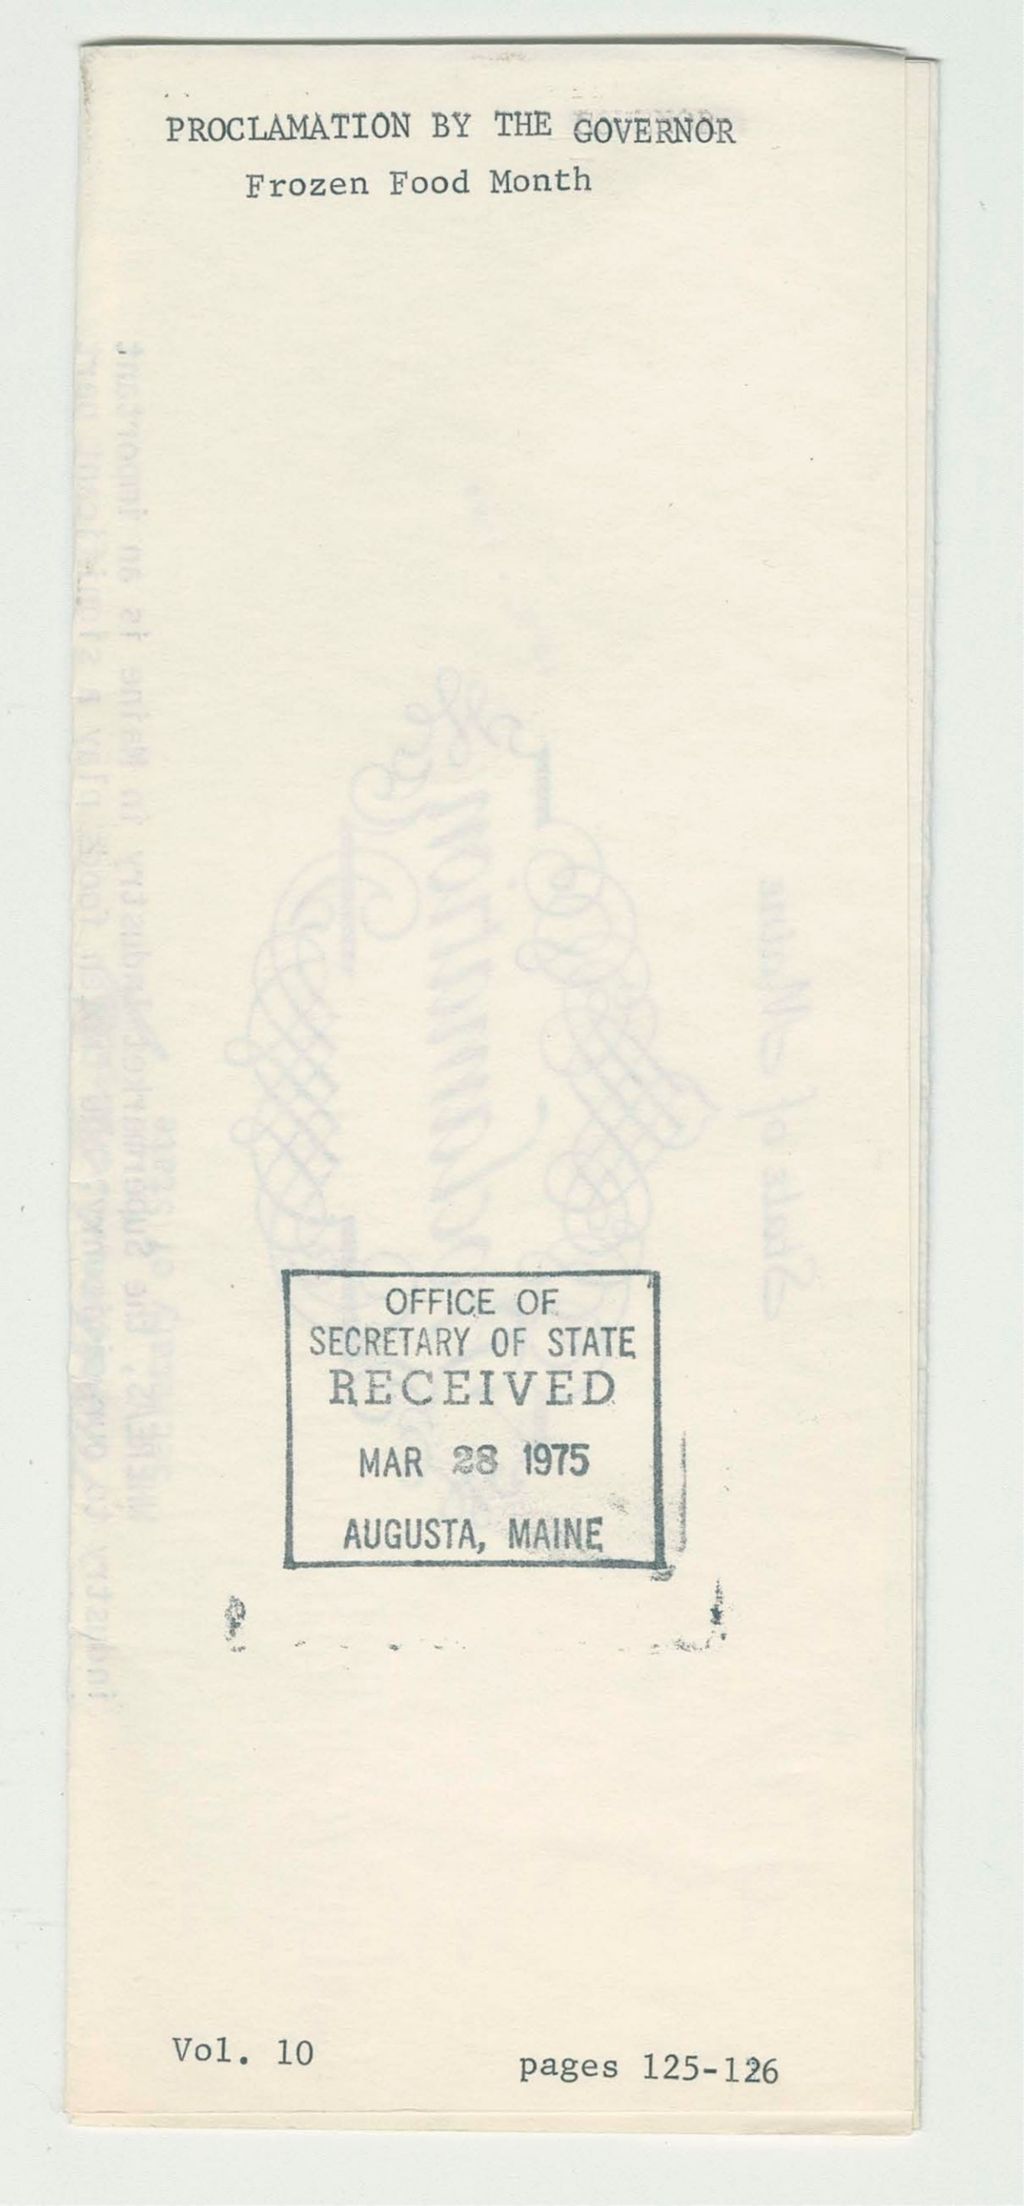 PROCLAMATION BY THE GOVERNOR
Frozen Food Month
OFFICE OF
SECRETARY OF STATE
RECEIVED
MAR 28 1975
AUGUSTA, MAINE
Vol. 10
pages 125-126